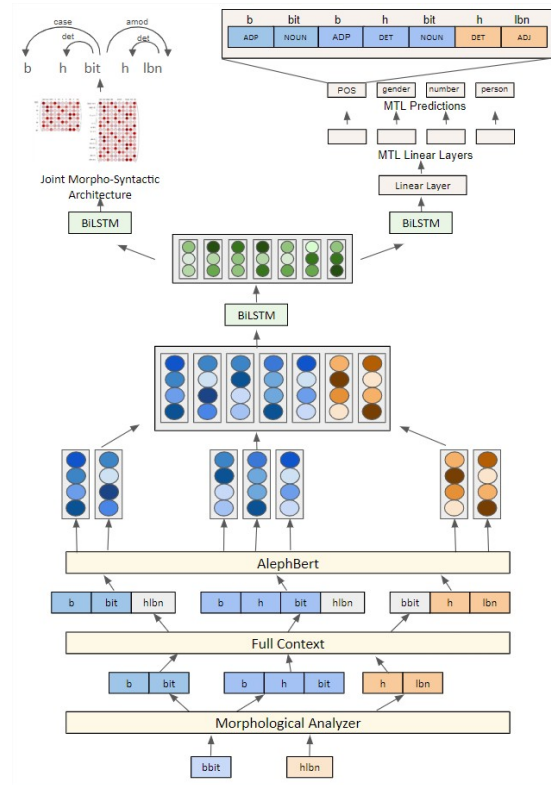 b bit b h bit h lbn
ADP NOUN ADP DET NOUN DET ADJ
case amod
det det
b h bit h lbn
POS gender number person
MTL Predictions
MTL Linear Layers
Joint Morpho-Syntactic
Architecture
Linear Layer
BiLSTM BiLSTM
BiLSTM
AlephBert
b bit hlbn b h bit hlbn bbit h lbn
Full Context
b bit b h bit h lbn
Morphological Analyzer
bbit hlbn